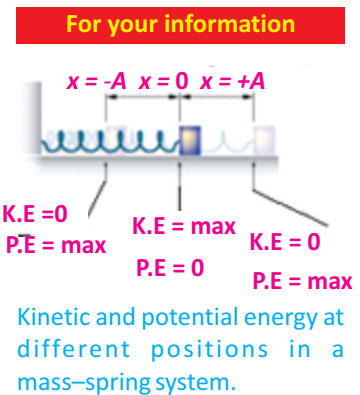 For your information
x = -A x = 0 x = +A
K.E =0
P.E = max
K.E = max
P.E = 0
K.E = 0
P.E = max
Kinetic and potential energy at
different positions in a
mass–spring system.